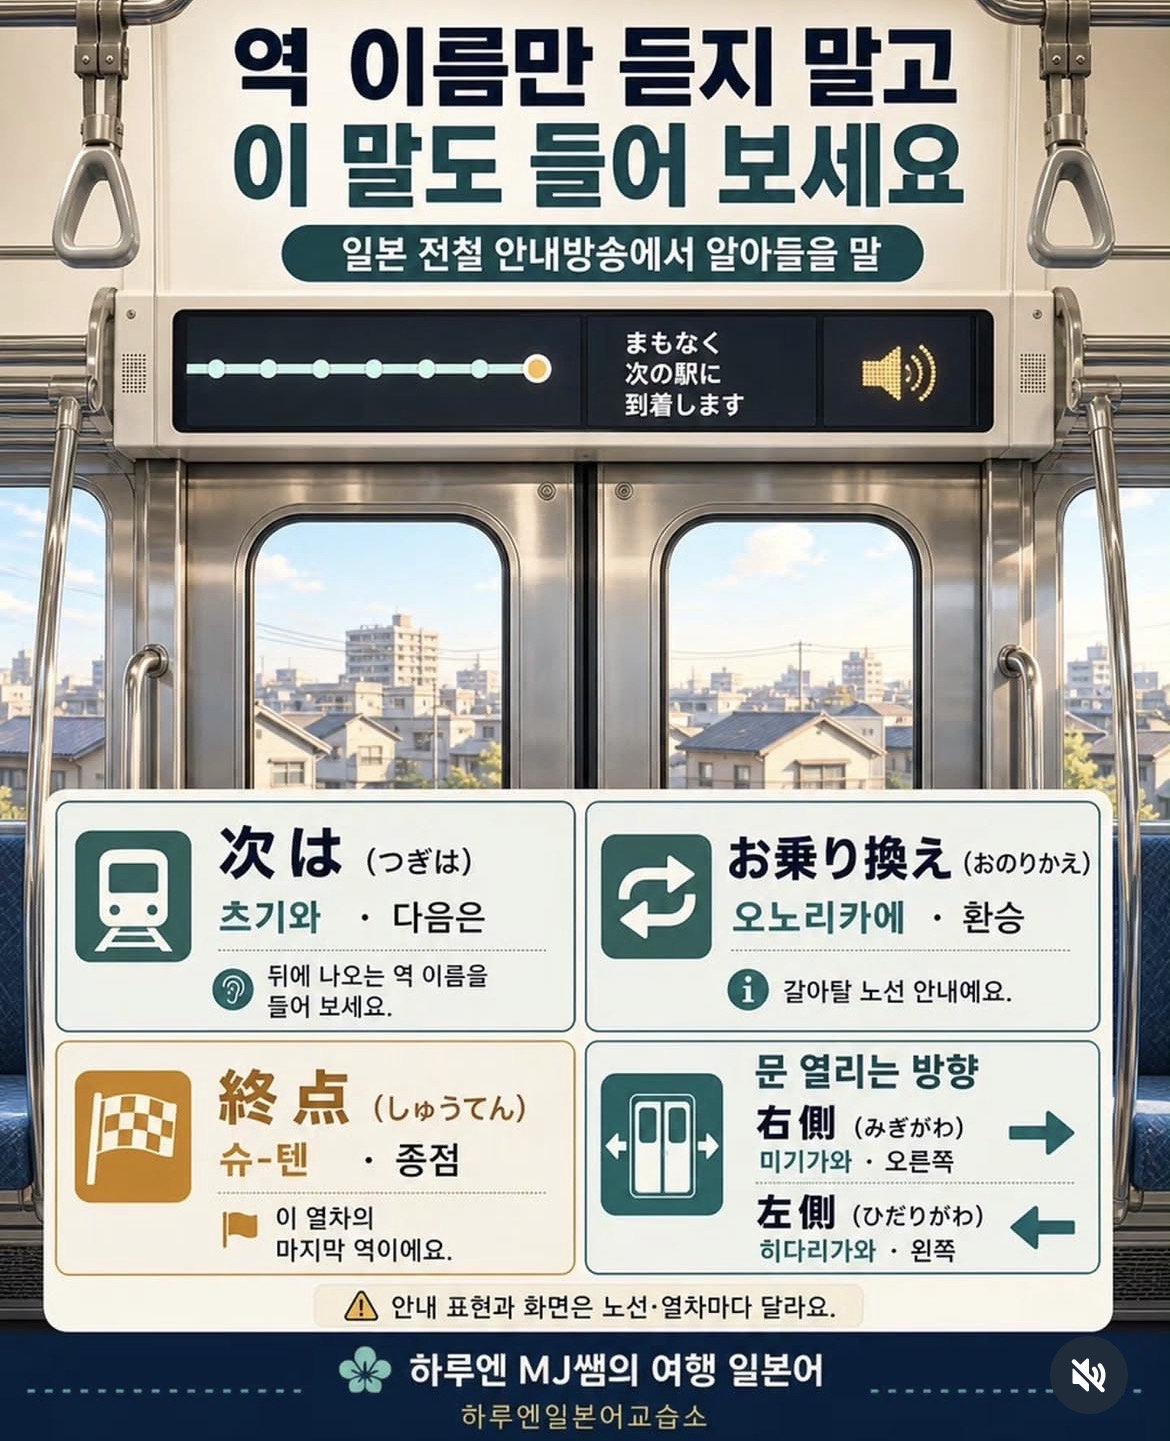 역 이름만 듣지 말고
이 말도 들어 보세요
일본 전철 안내방송에서 알아들을 말
まもなく
次の駅に
到着します
次は (つぎは)
츠기와 · 다음은
뒤에 나오는 역 이름을
들어 보세요.
お乗り換え (おのりかえ)
오노리카에 · 환승
갈아탈 노선 안내예요.
終点 (しゅうてん)
슈-텐 · 종점
이 열차의
마지막 역이에요.
문 열리는 방향
右側 (みぎがわ)
미기가와 · 오른쪽
左側 (ひだりがわ)
히다리가와 · 왼쪽
안내 표현과 화면은 노선·열차마다 달라요.
하루엔 MJ쌤의 여행 일본어
하루엔일본어교습소